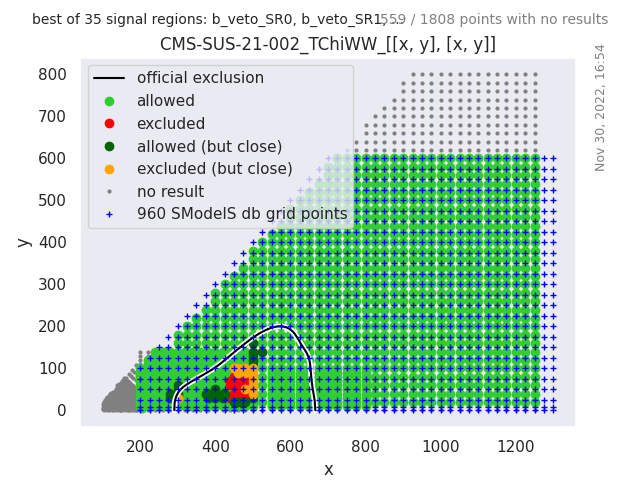 best of 35 signal regions: b_veto_SR0, b_veto_SR1, ...
559 / 1808 points with no results
CMS-SUS-21-002_TChiWW_[[x, y], [x, y]]
Nov 30, 2022, 16:54
official exclusion
allowed
excluded
allowed (but close)
excluded (but close)
no result
960 SModelS db grid points
y
800
700
600
500
400
300
200
100
0
200 400 600 800 1000 1200
x